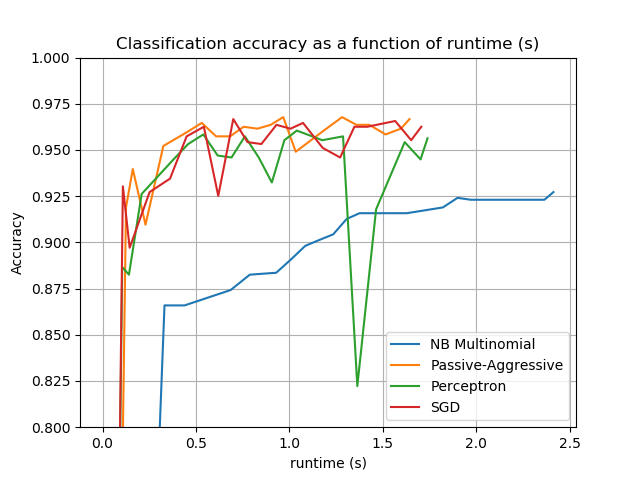 Classification accuracy as a function of runtime (s)
1.000
0.975
0.950
0.925
0.900
0.875
0.850
0.825
0.800
Accuracy
NB Multinomial
Passive-Aggressive
Perceptron
SGD
0.0 0.5 1.0 1.5 2.0 2.5
runtime (s)